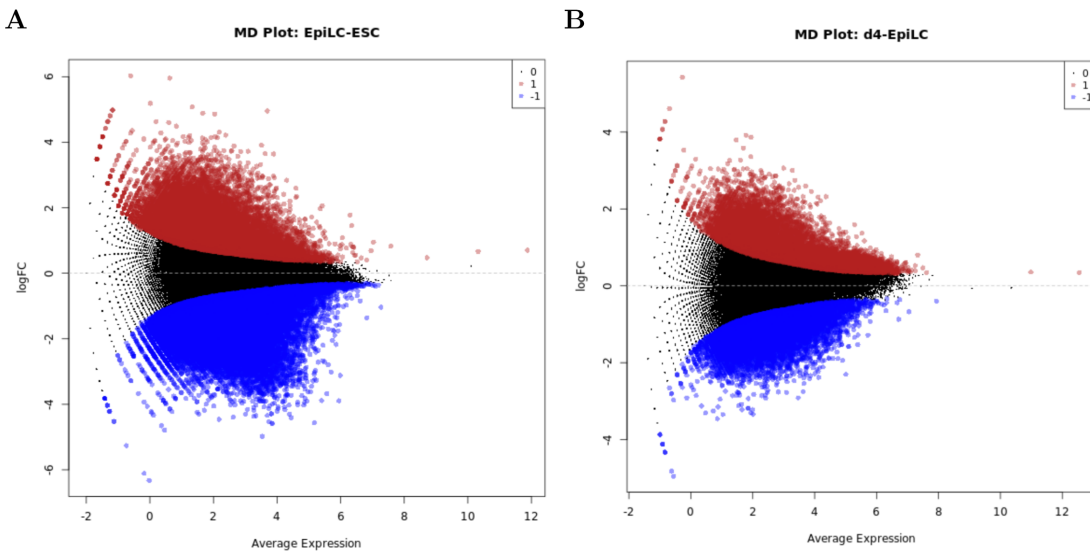 A
MD Plot: EpiLC-ESC
0
1
-1
6
4
2
0
-2
-4
-6
logFC
-2 0 2 4 6 8 10 12
Average Expression
B
MD Plot: d4-EpiLC
0
1
-1
4
2
0
-2
-4
logFC
-2 0 2 4 6 8 10 12
Average Expression